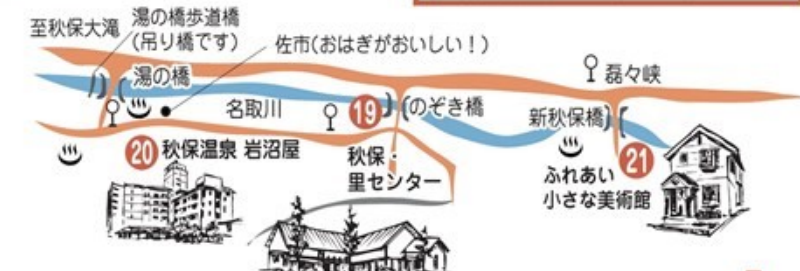 至秋保大滝
湯の橋歩道橋
(吊り橋です)
佐市(おはぎがおいしい!)
湯の橋
磊々峡
名取川
19
のぞき橋
新秋保橋
20 秋保温泉 岩沼屋
秋保・
里センター
21
ふれあい
小さな美術館